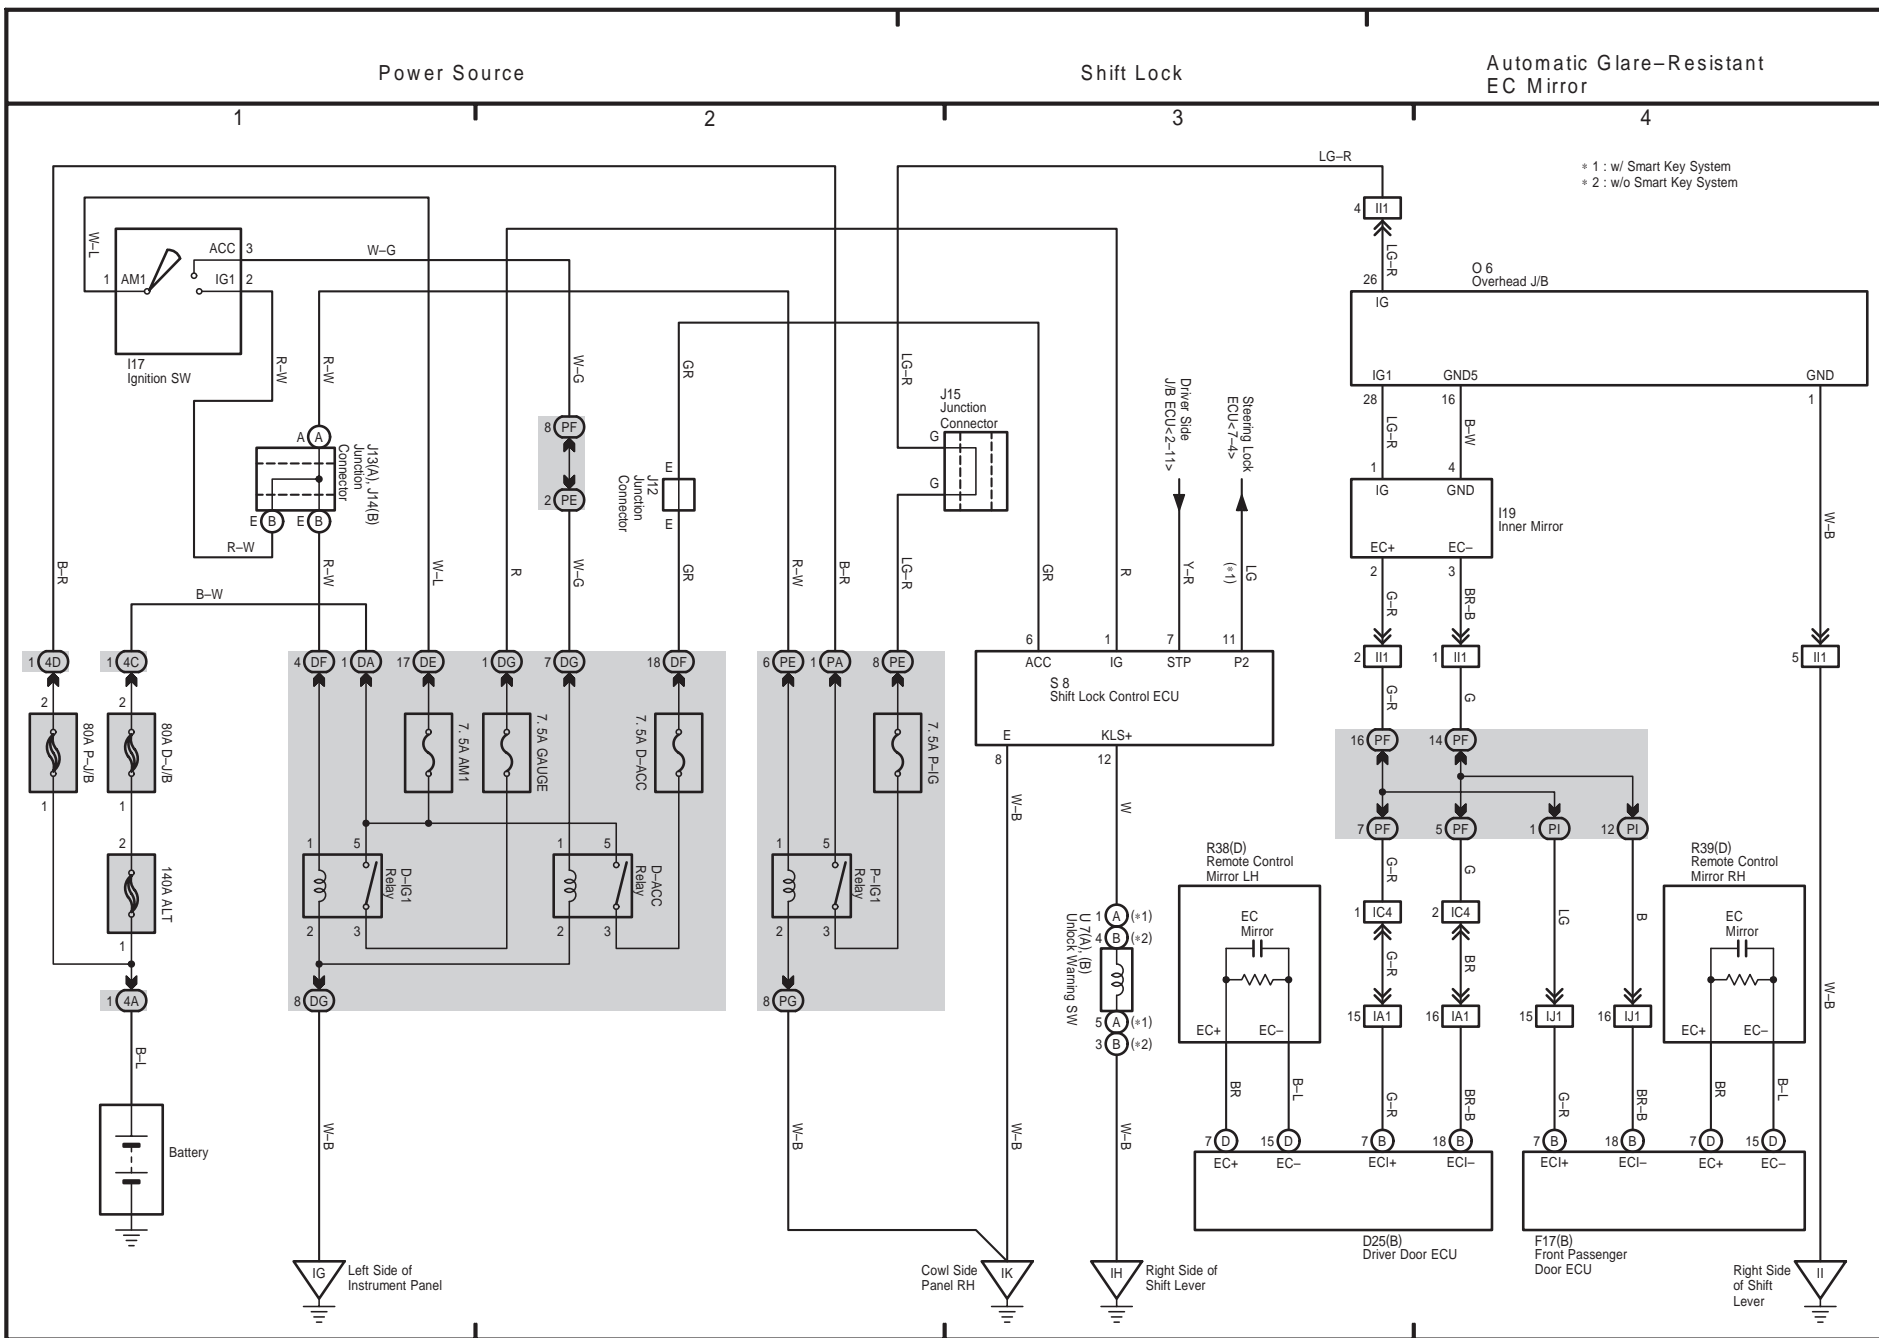 Power Source
Shift Lock
Automatic Glare–Resistant
EC Mirror
1
2
3
4
LG–R
∗ 1 : w/ Smart Key System
∗ 2 : w/o Smart Key System
4 II1
W–L
ACC 3
W–G
1 AM1
IG1 2
LG–R
26
O 6
Overhead J/B
IG
I17
Ignition SW
R–W
R–W
W–G
GR
LG–R
Driver Side
J/B ECU<2–11>
Steering Lock
ECU<7–4>
IG1
GND5
GND
28
16
1
J15
Junction
Connector
G
G
8 PF
2 PE
A A
J13(A), J14(B)
Junction
Connector
E B
E B
R–W
E
J12
Junction
Connector
E
LG–R
B–W
1
4
IG
GND
I19
Inner Mirror
EC+
EC–
2
3
W–B
B–R
B–W
R–W
W–L
R
W–G
GR
R–W
B–R
LG–R
GR
R
Y–R
LG
(∗1)
G–R
BR–B
1 4D
1 4C
4 DF
1 DA
17 DE
1 DG
7 DG
18 DF
6 PE
1 PA
8 PE
6
1
7
11
ACC
IG
STP
P2
S 8
Shift Lock Control ECU
E
KLS+
8
12
2 II1
1 II1
5 II1
G–R
G
2
80A P–J/B
1
2
80A D–J/B
1
7. 5A AM1
7. 5A GAUGE
7. 5A D–ACC
7. 5A P–IG
16 PF
14 PF
7 PF
5 PF
1 PI
12 PI
W–B
W
2
140A ALT
1
1
5
D–IG1
Relay
2
3
1
5
D–ACC
Relay
2
3
1
5
P–IG1
Relay
2
3
R38(D)
Remote Control
Mirror LH
R39(D)
Remote Control
Mirror RH
G–R
G
LG
B
EC
Mirror
EC
Mirror
1 IC4
2 IC4
1 A (∗1)
4 B (∗2)
U 7(A), (B)
Unlock Warning SW
5 A (∗1)
3 B (∗2)
G–R
BR
W–B
1 4A
8 DG
8 PG
EC+
EC–
15 IA1
16 IA1
15 IJ1
16 IJ1
EC+
EC–
B–L
BR
B–L
G–R
BR–B
G–R
BR–B
BR
B–L
Battery
W–B
W–B
W–B
W–B
7 D
15 D
7 B
18 B
7 B
18 B
7 D
15 D
EC+
EC–
ECI+
ECI–
ECI+
ECI–
EC+
EC–
D25(B)
Driver Door ECU
F17(B)
Front Passenger
Door ECU
IG
Left Side of
Instrument Panel
Cowl Side
Panel RH
IK
IH
Right Side of
Shift Lever
Right Side
of Shift
Lever
II